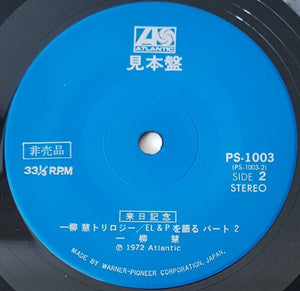 ATLANTIC
見本盤
非売品
33⅓ R.P.M.
PS-1003
(PS-1003-2)
SIDE 2
STEREO
来日記念
一柳 慧トリロジー/EL&Pを語る パート 2
一 柳 慧
℗ 1972 ATLANTIC
MADE BY WARNER-PIONEER CORPORATION, JAPAN.